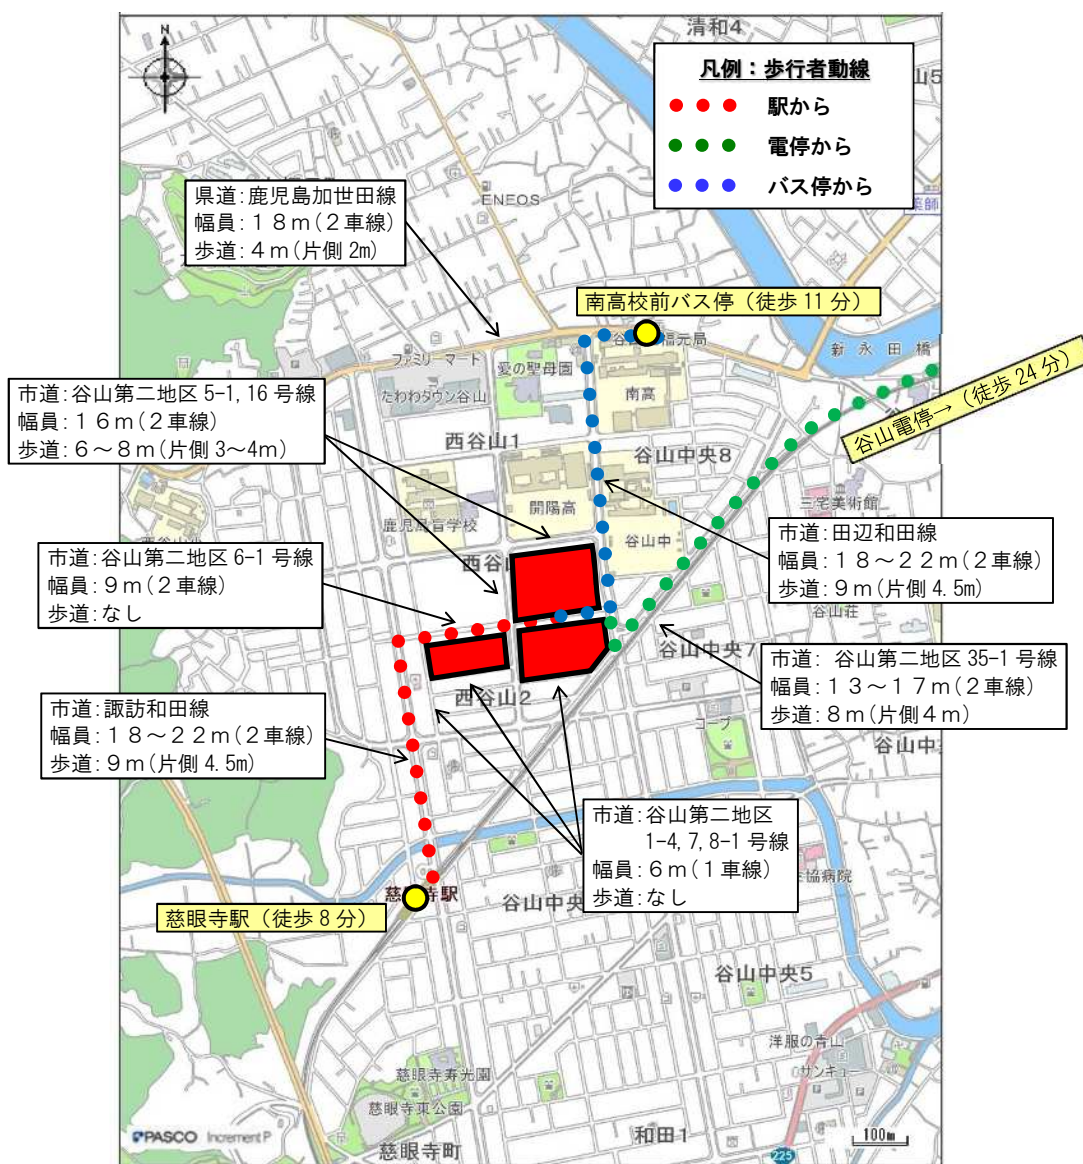 清和4
N
凡例：歩行者動線
駅から
電停から
バス停から
山5
ENEOS
県道：鹿児島加世田線
幅員：１８ｍ（２車線）
歩道：４ｍ（片側 2m）
南高校前バス停（徒歩 11 分）
新永田橋
ファミリーマート
愛の聖母園
たわわタウン谷山
南高
谷山電停→（徒歩 24 分）
市道：谷山第二地区 5-1, 16 号線
幅員：１６ｍ（２車線）
歩道：６～８ｍ（片側 3～4m）
西谷山1
谷山中央8
三宅美術館
開陽高
鹿児島盲学校
谷山中
市道：田辺和田線
幅員：１８～２２ｍ（２車線）
歩道：９ｍ（片側 4.5m）
市道：谷山第二地区 6-1 号線
幅員：９ｍ（２車線）
歩道：なし
谷山荘
谷山中央7
市道： 谷山第二地区 35-1 号線
幅員：１３～１７ｍ（２車線）
歩道：８ｍ（片側４ｍ）
西谷山2
市道：諏訪和田線
幅員：１８～２２ｍ（２車線）
歩道：９ｍ（片側 4.5m）
コープ
谷山中
市道：谷山第二地区
1-4, 7, 8-1 号線
幅員：６ｍ（１車線）
歩道：なし
協病院
慈眼寺駅（徒歩 8 分）
谷山中央
谷山中央5
洋服の青山
サンキュー
慈眼寺寿光園
慈眼寺東公園
慈眼寺町
和田1
PASCO Increment P
225
100m